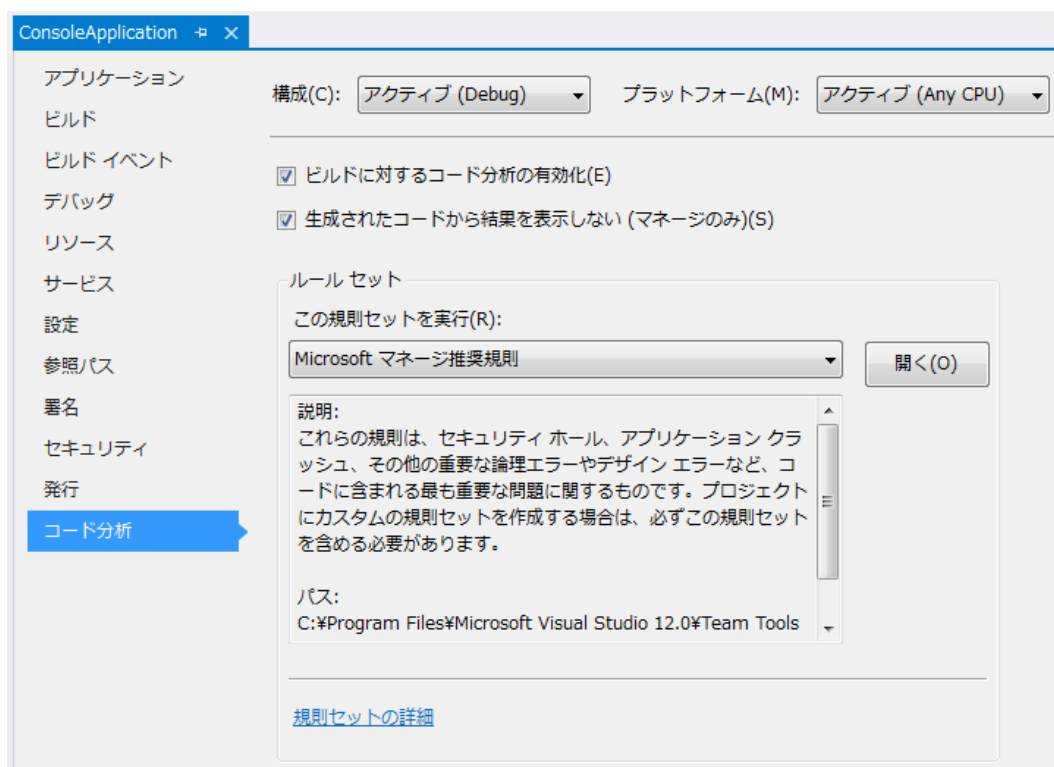 ConsoleApplication
アプリケーション
ビルド
ビルド イベント
デバッグ
リソース
サービス
設定
参照パス
署名
セキュリティ
発行
コード分析
構成(C): アクティブ (Debug) プラットフォーム(M): アクティブ (Any CPU)
ビルドに対するコード分析の有効化(E)
生成されたコードから結果を表示しない (マネージのみ)(S)
ルール セット
この規則セットを実行(R):
Microsoft マネージ推奨規則 開く(O)
説明:
これらの規則は、セキュリティ ホール、アプリケーション クラ
ッシュ、その他の重要な論理エラーやデザイン エラーなど、コ
ードに含まれる最も重要な問題に関するものです。プロジェクト
にカスタムの規則セットを作成する場合は、必ずこの規則セット
を含める必要があります。
パス:
C:¥Program Files¥Microsoft Visual Studio 12.0¥Team Tools
規則セットの詳細